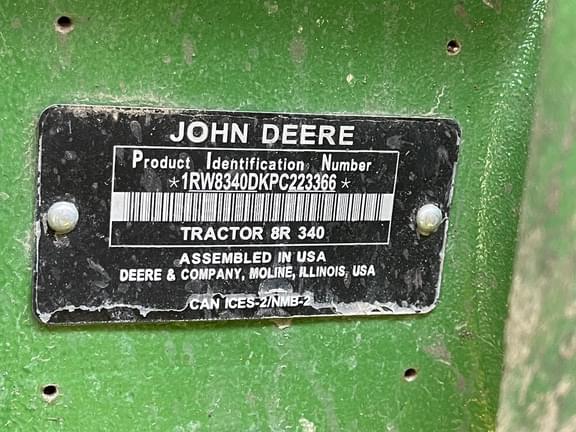 JOHN DEERE
Product Identification Number
*1RW8340DKPC223366*
TRACTOR 8R 340
ASSEMBLED IN USA
DEERE & COMPANY, MOLINE, ILLINOIS, USA
CAN ICES-2/NMB-2